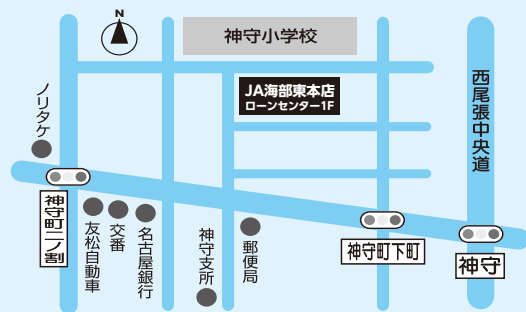 N
神守小学校
JA海部東本店
ローンセンター1F
西尾張中央道
ノリタケ
神守町二ノ割
友松自動車
交番
名古屋銀行
神守支所
郵便局
神守町下町
神守